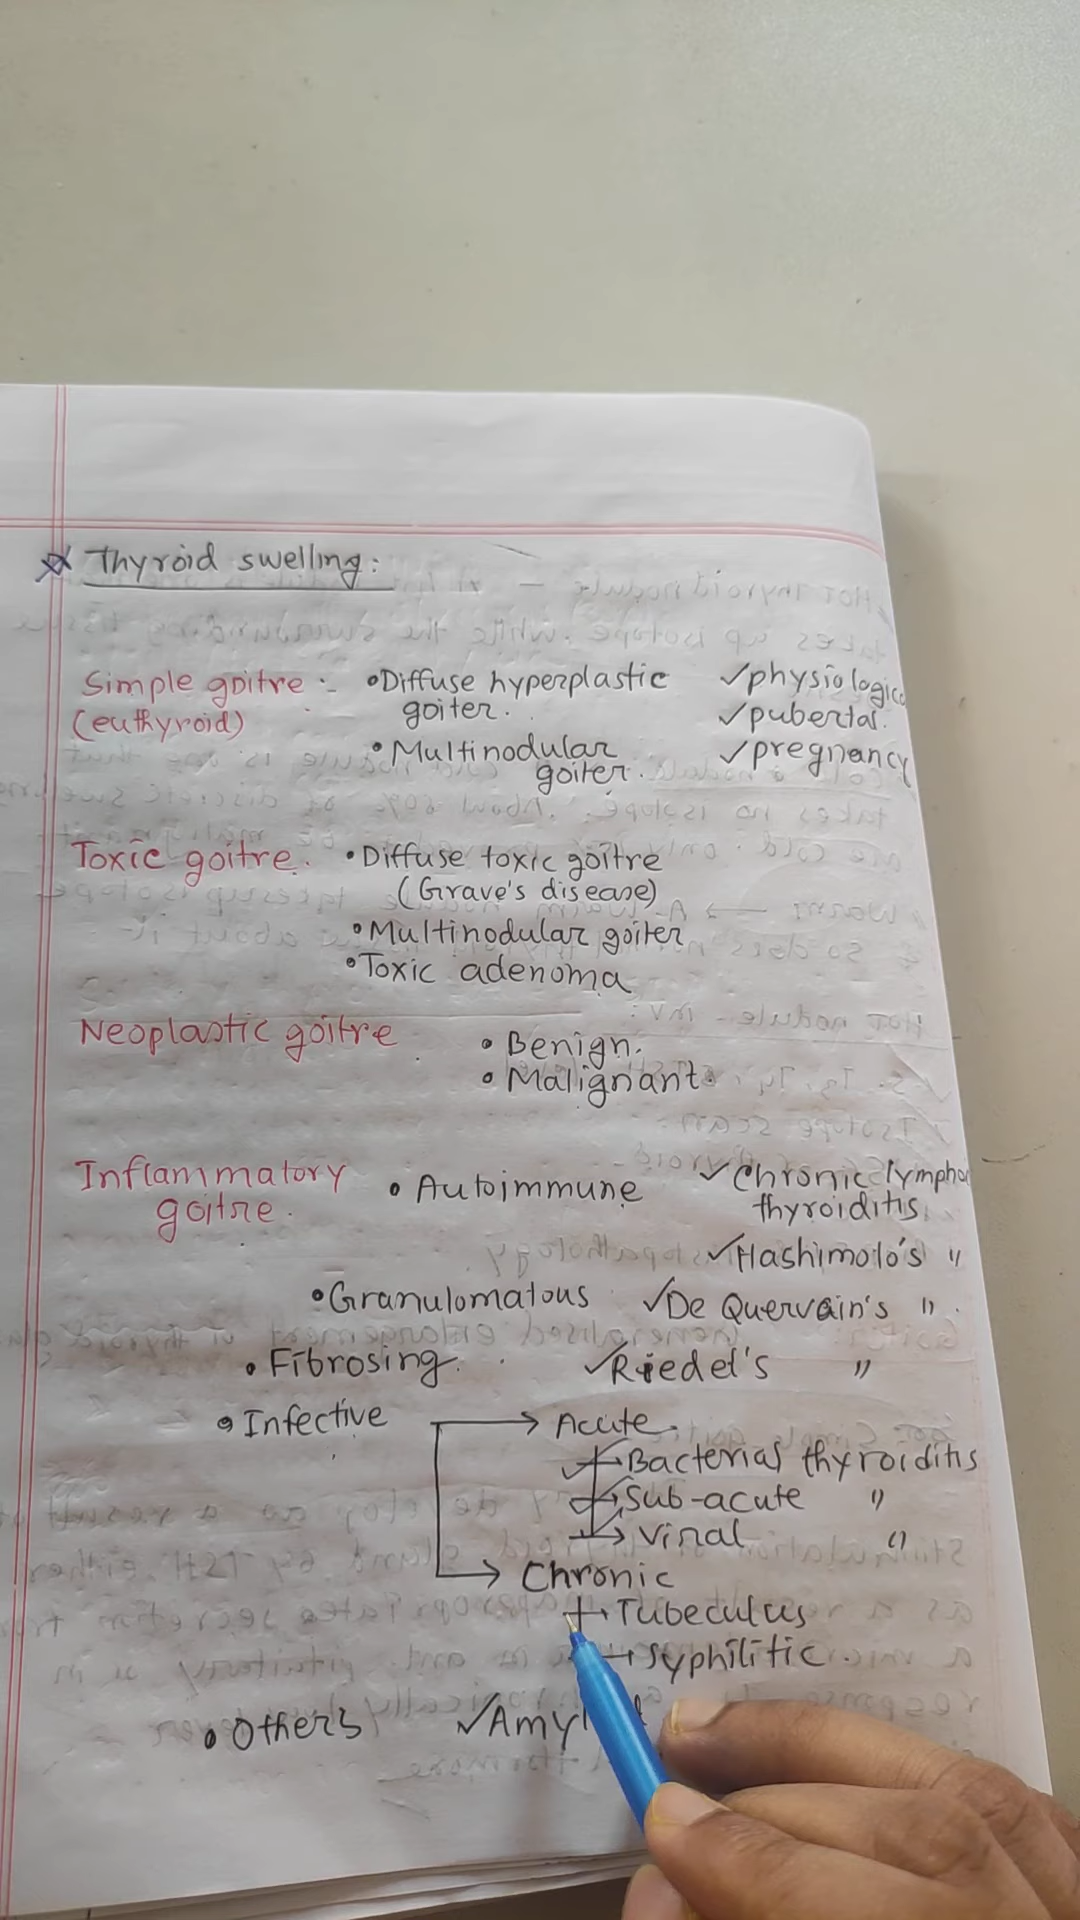 Thyroid swelling:
Simple goitre :- • Diffuse hyperplastic ✓physiologic
(euthyroid) goiter. ✓pubertal.
• Multinodular ✓pregnancy
goiter.
Toxic goitre. • Diffuse toxic goitre
(Grave's disease)
• Multinodular goiter
• Toxic adenoma
Neoplastic goitre • Benign.
• Malignant.
Inflammatory • Autoimmune ✓Chronic lympho
goitre. thyroiditis
✓Hashimoto's "
• Granulomatous ✓De Quervain's "
• Fibrosing. ✓Riedel's "
• Infective → Acute.
→ Bacterial thyroiditis
→ Sub-acute "
→ Viral "
→ Chronic
→ Tubeculus
→ Syphilitic.
• Others